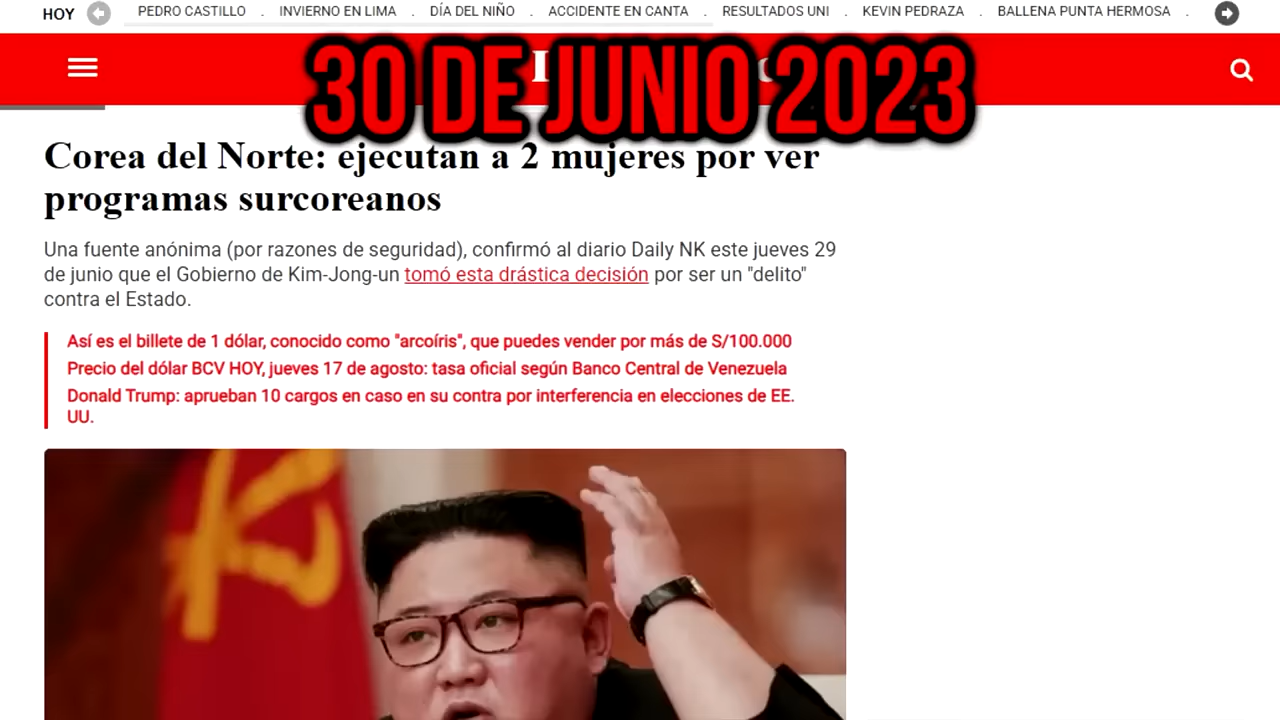 HOY PEDRO CASTILLO . INVIERNO EN LIMA . DÍA DEL NIÑO . ACCIDENTE EN CANTA . RESULTADOS UNI . KEVIN PEDRAZA . BALLENA PUNTA HERMOSA .
30 DE JUNIO 2023
Corea del Norte: ejecutan a 2 mujeres por ver
programas surcoreanos
Una fuente anónima (por razones de seguridad), confirmó al diario Daily NK este jueves 29
de junio que el Gobierno de Kim-Jong-un tomó esta drástica decisión por ser un "delito"
contra el Estado.
Así es el billete de 1 dólar, conocido como "arcoíris", que puedes vender por más de S/100.000
Precio del dólar BCV HOY, jueves 17 de agosto: tasa oficial según Banco Central de Venezuela
Donald Trump: aprueban 10 cargos en caso en su contra por interferencia en elecciones de EE.
UU.